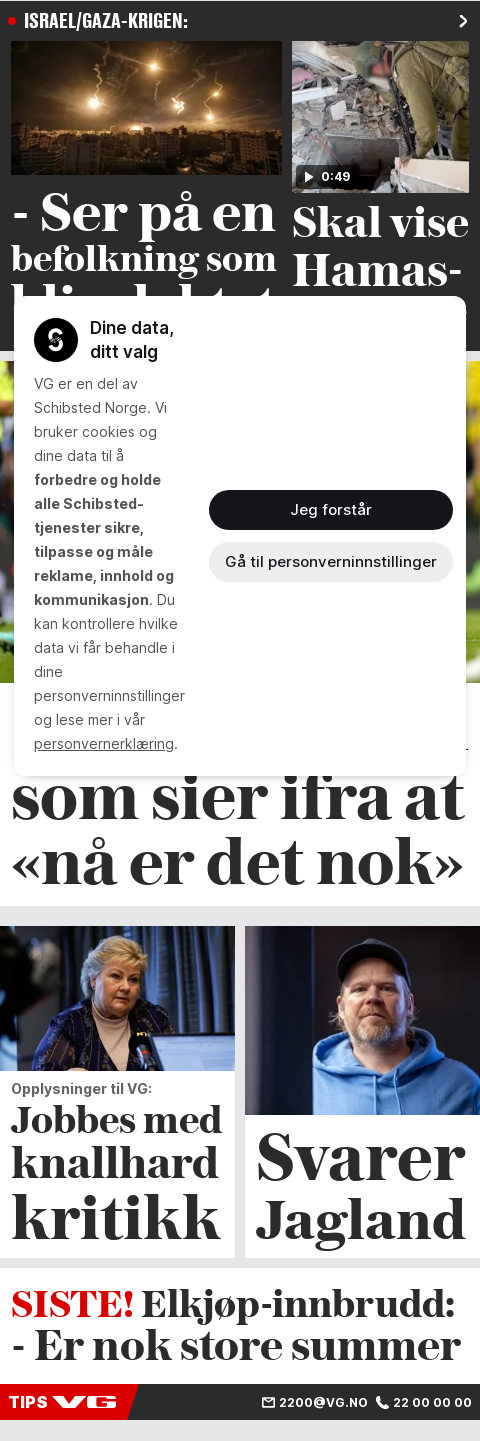 ISRAEL/GAZA-KRIGEN:
0:49
- Ser på en
befolkning som
Skal vise
Hamas-
Dine data,
ditt valg
VG er en del av
Schibsted Norge. Vi
bruker cookies og
dine data til å
forbedre og holde
alle Schibsted-
tjenester sikre,
tilpasse og måle
reklame, innhold og
kommunikasjon. Du
kan kontrollere hvilke
data vi får behandle i
dine
personverninnstillinger
og lese mer i vår
personvernerklæring.
Jeg forstår
Gå til personverninnstillinger
som sier ifra at
«nå er det nok»
Opplysninger til VG:
Jobbes med
knallhard
kritikk
Svarer
Jagland
SISTE! Elkjøp-innbrudd:
- Er nok store summer
TIPS VG 2200@VG.NO 22 00 00 00